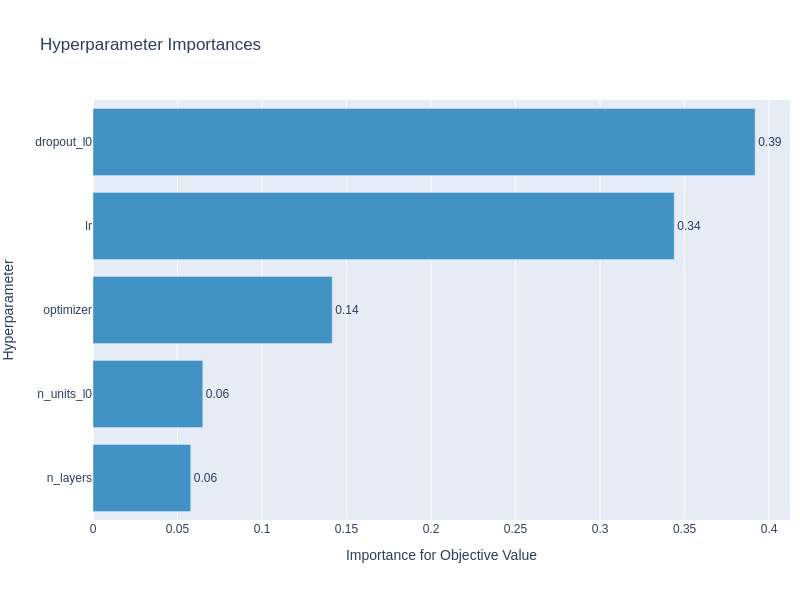 Hyperparameter Importances
dropout_l0
0.39
lr
0.34
optimizer
0.14
n_units_l0
0.06
n_layers
0.06
Hyperparameter
0
0.05
0.1
0.15
0.2
0.25
0.3
0.35
0.4
Importance for Objective Value